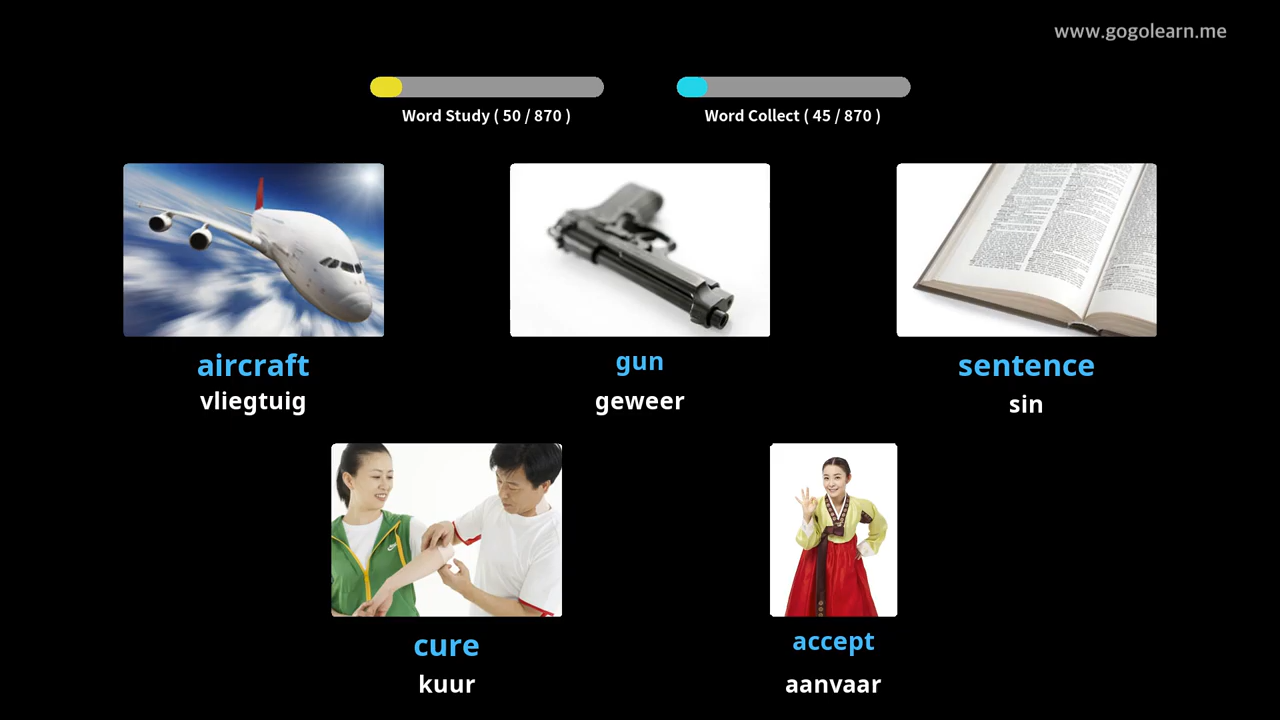 www.gogolearn.me
Word Study ( 50 / 870 )
Word Collect ( 45 / 870 )
aircraft
vliegtuig
gun
geweer
sentence
sin
cure
kuur
accept
aanvaar